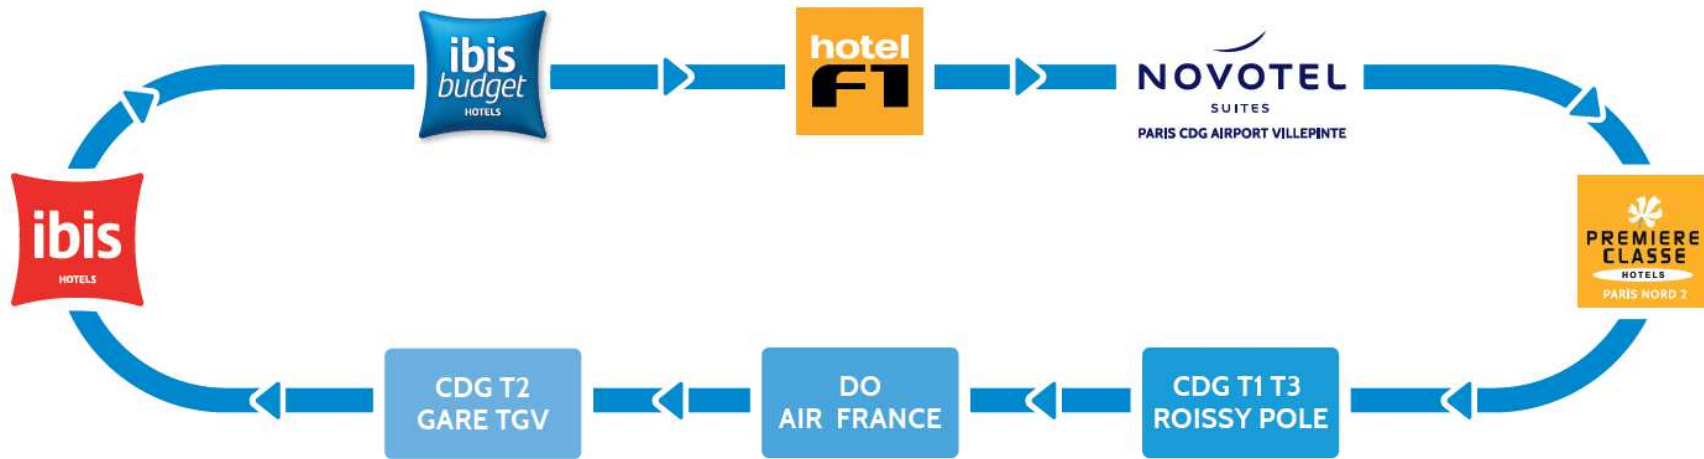 ibis
budget
HOTELS
hotel
F1
NOVOTEL
SUITES
PARIS CDG AIRPORT VILLEPINTE
ibis
HOTELS
PREMIERE
CLASSE
HOTELS
PARIS NORD 2
CDG T2
GARE TGV
DO
AIR FRANCE
CDG T1 T3
ROISSY POLE